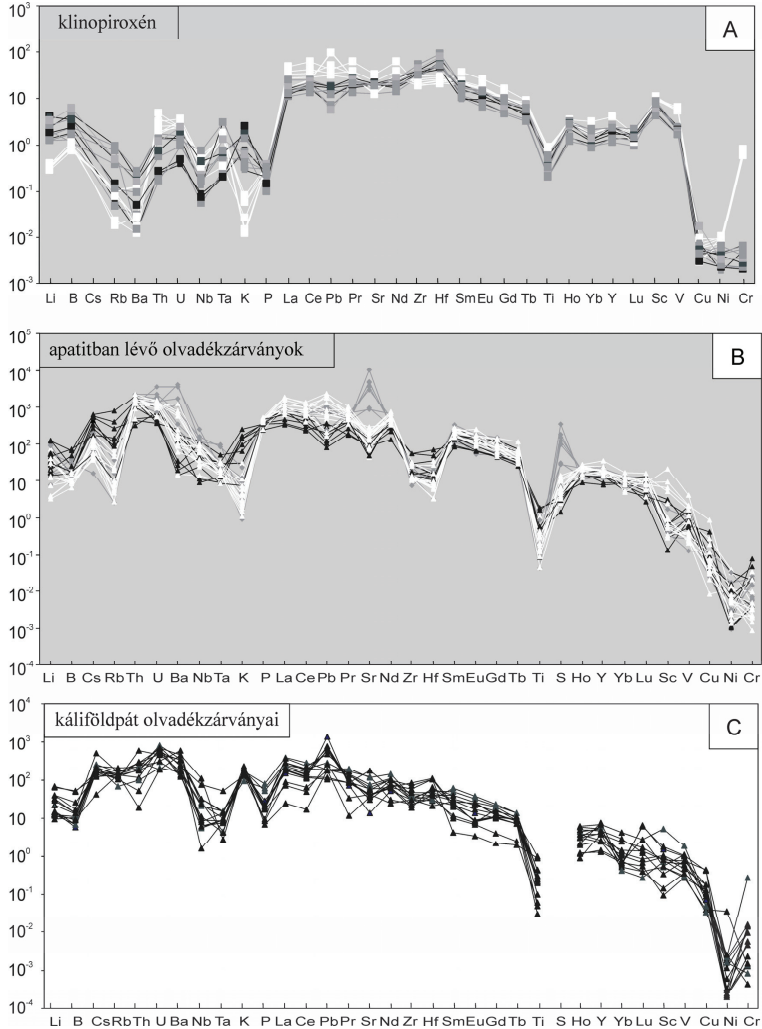 klinopiroxén
A
10³
10²
10
10⁰
10⁻¹
10⁻²
10⁻³
Li B Cs Rb Ba Th U Nb Ta K P La Ce Pb Pr Sr Nd Zr Hf Sm Eu Gd Tb Ti Ho Yb Y Lu Sc V Cu Ni Cr
apatitban lévő olvadékzárványok
B
10⁵
10⁴
10³
10²
10
10⁰
10⁻¹
10⁻²
10⁻³
10⁻⁴
Li B Cs Rb Th U Ba Nb Ta K P La Ce Pb Pr Sr Nd Zr Hf Sm Eu Gd Tb Ti S Ho Y Yb Lu Sc V Cu Ni Cr
káliföldpát olvadékzárványai
C
10⁴
10³
10²
10
10⁰
10⁻¹
10⁻²
10⁻³
10⁻⁴
Li B Cs Rb Th U Ba Nb Ta K P La Ce Pb Pr Sr Nd Zr Hf Sm Eu Gd Tb Ti S Ho Y Yb Lu Sc V Cu Ni Cr